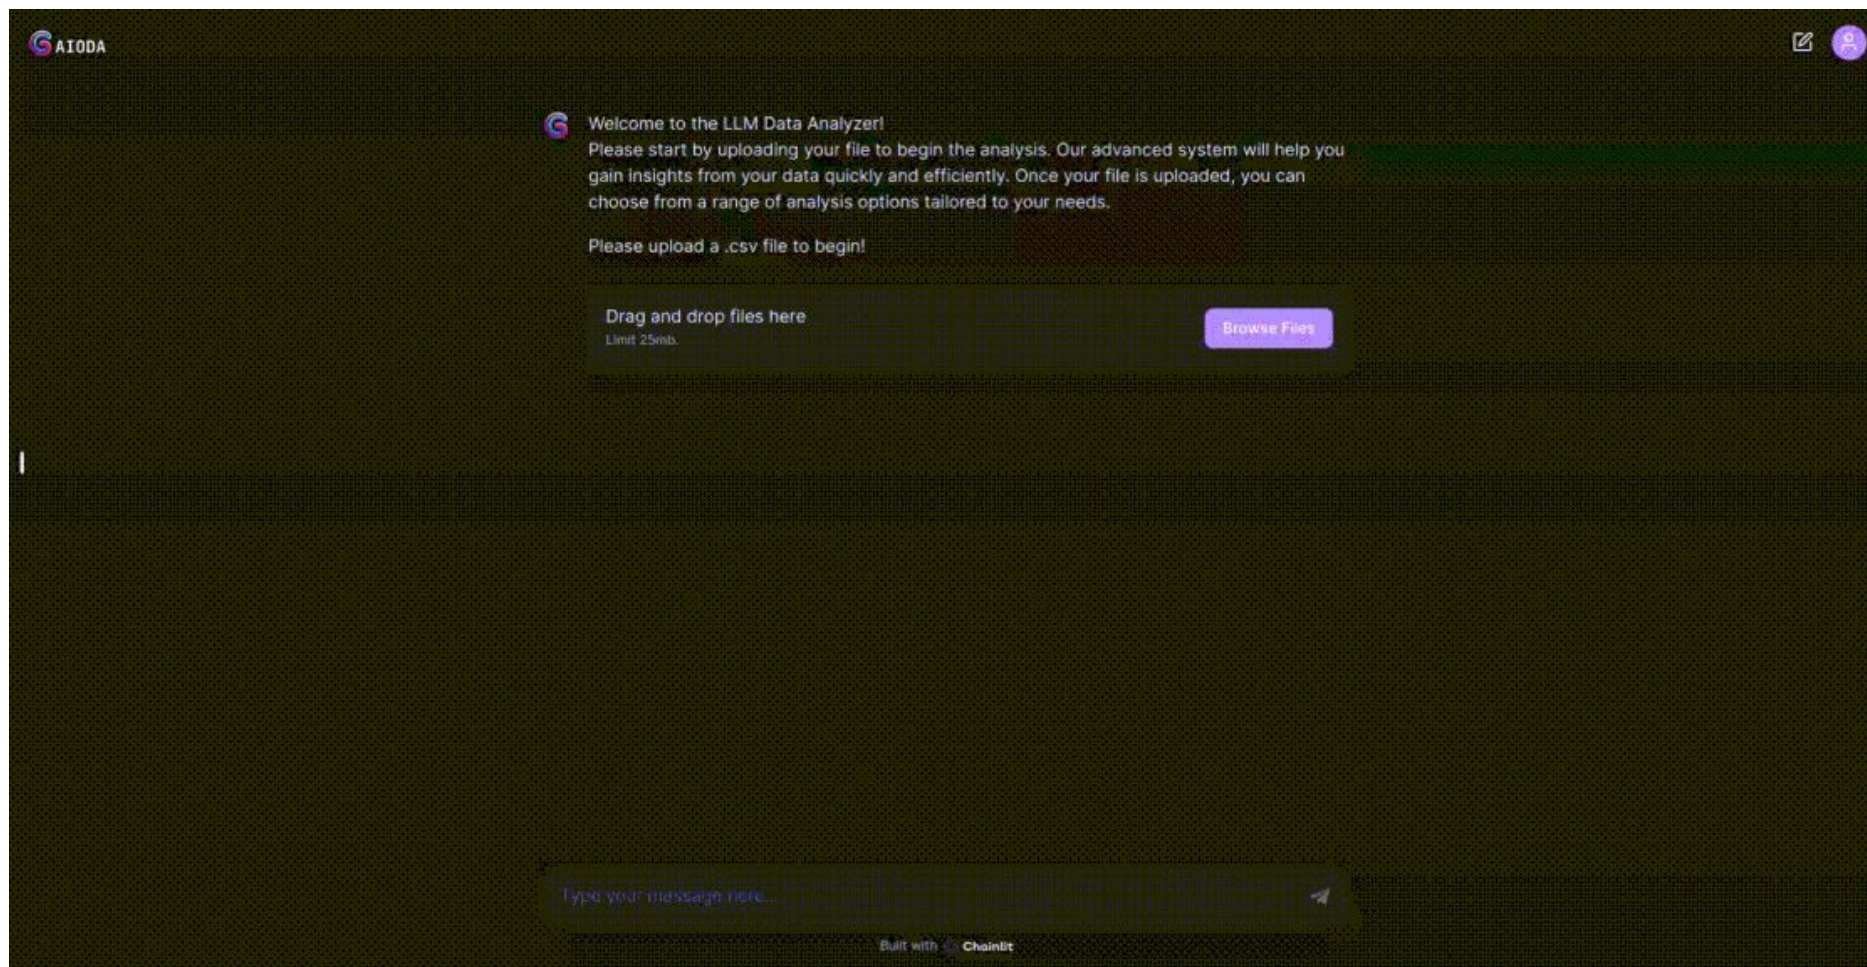 GAIODA
Welcome to the LLM Data Analyzer!
Please start by uploading your file to begin the analysis. Our advanced system will help you
gain insights from your data quickly and efficiently. Once your file is uploaded, you can
choose from a range of analysis options tailored to your needs.
Please upload a .csv file to begin!
Drag and drop files here
Limit 25mb.
Browse Files
Type your message here...
Built with Chainlit